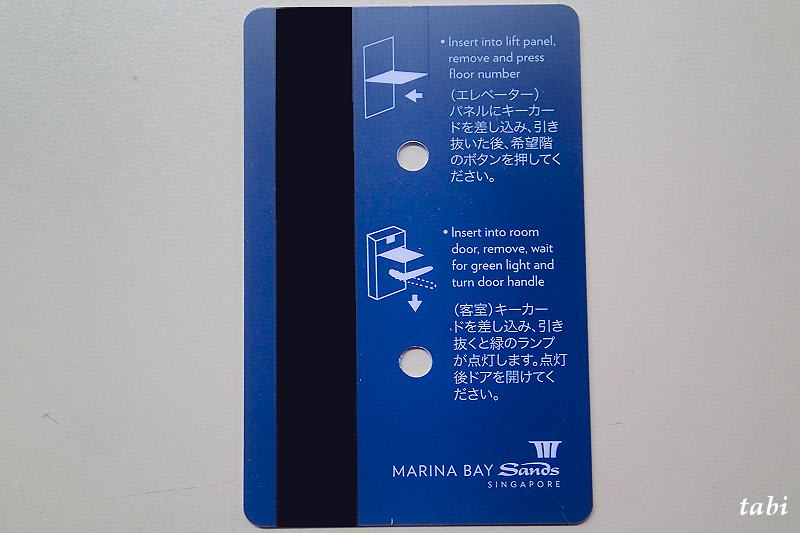 • Insert into lift panel,
remove and press
floor number
(エレベーター)
パネルにキーカー
ドを差し込み、引き
抜いた後、希望階
のボタンを押してく
ださい。
• Insert into room
door, remove, wait
for green light and
turn door handle
(客室)キーカー
ドを差し込み、引き
抜くと緑のランプ
が点灯します。点灯
後ドアを開けてく
ださい。
MARINA BAY Sands
SINGAPORE
tabi